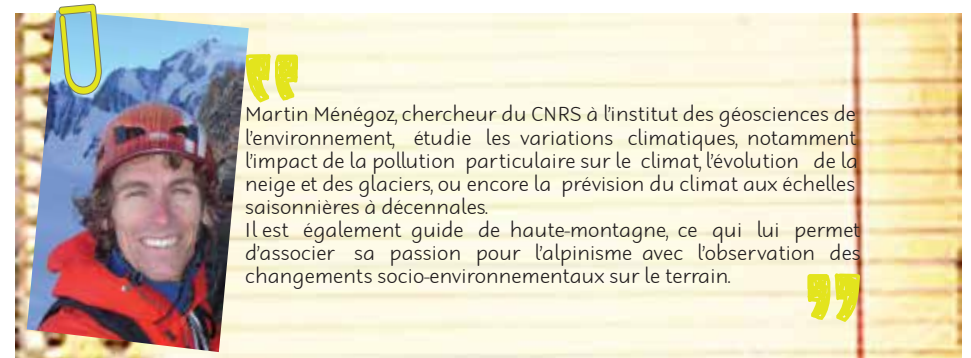 Martin Ménégoz, chercheur du CNRS à l'institut des géosciences de
l'environnement, étudie les variations climatiques, notamment
l'impact de la pollution particulaire sur le climat, l'évolution de la
neige et des glaciers, ou encore la prévision du climat aux échelles
saisonnières à décennales.
Il est également guide de haute-montagne, ce qui lui permet
d'associer sa passion pour l'alpinisme avec l'observation des
changements socio-environnementaux sur le terrain.